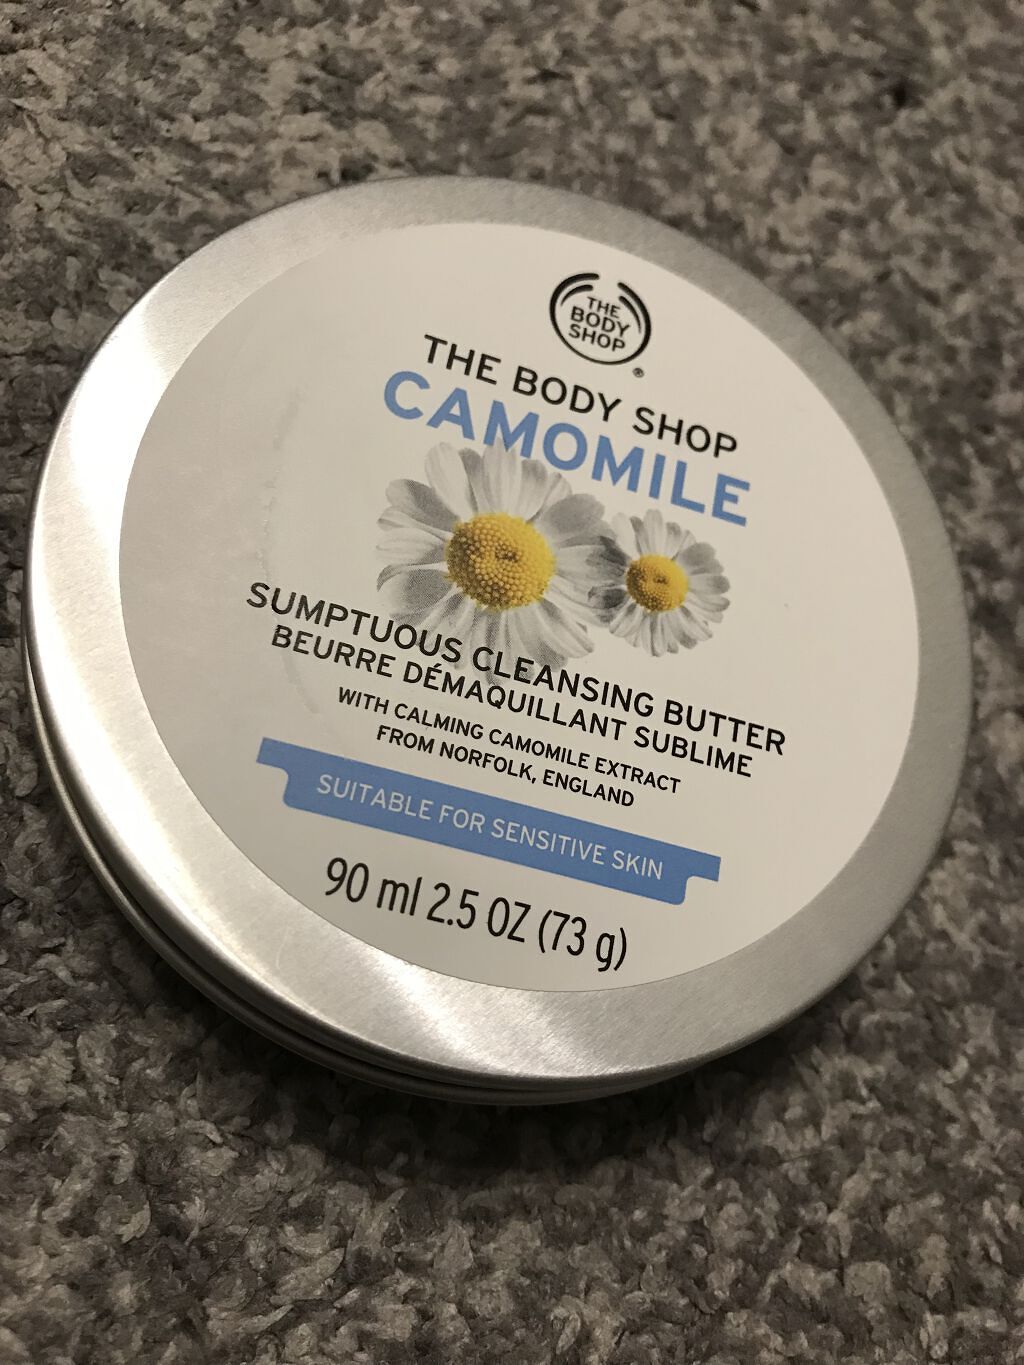 THE
BODY
SHOP
®
THE BODY SHOP
CAMOMILE
SUMPTUOUS CLEANSING BUTTER
BEURRE DÉMAQUILLANT SUBLIME
WITH CALMING CAMOMILE EXTRACT
FROM NORFOLK, ENGLAND
SUITABLE FOR SENSITIVE SKIN
90 ml 2.5 OZ (73 g)